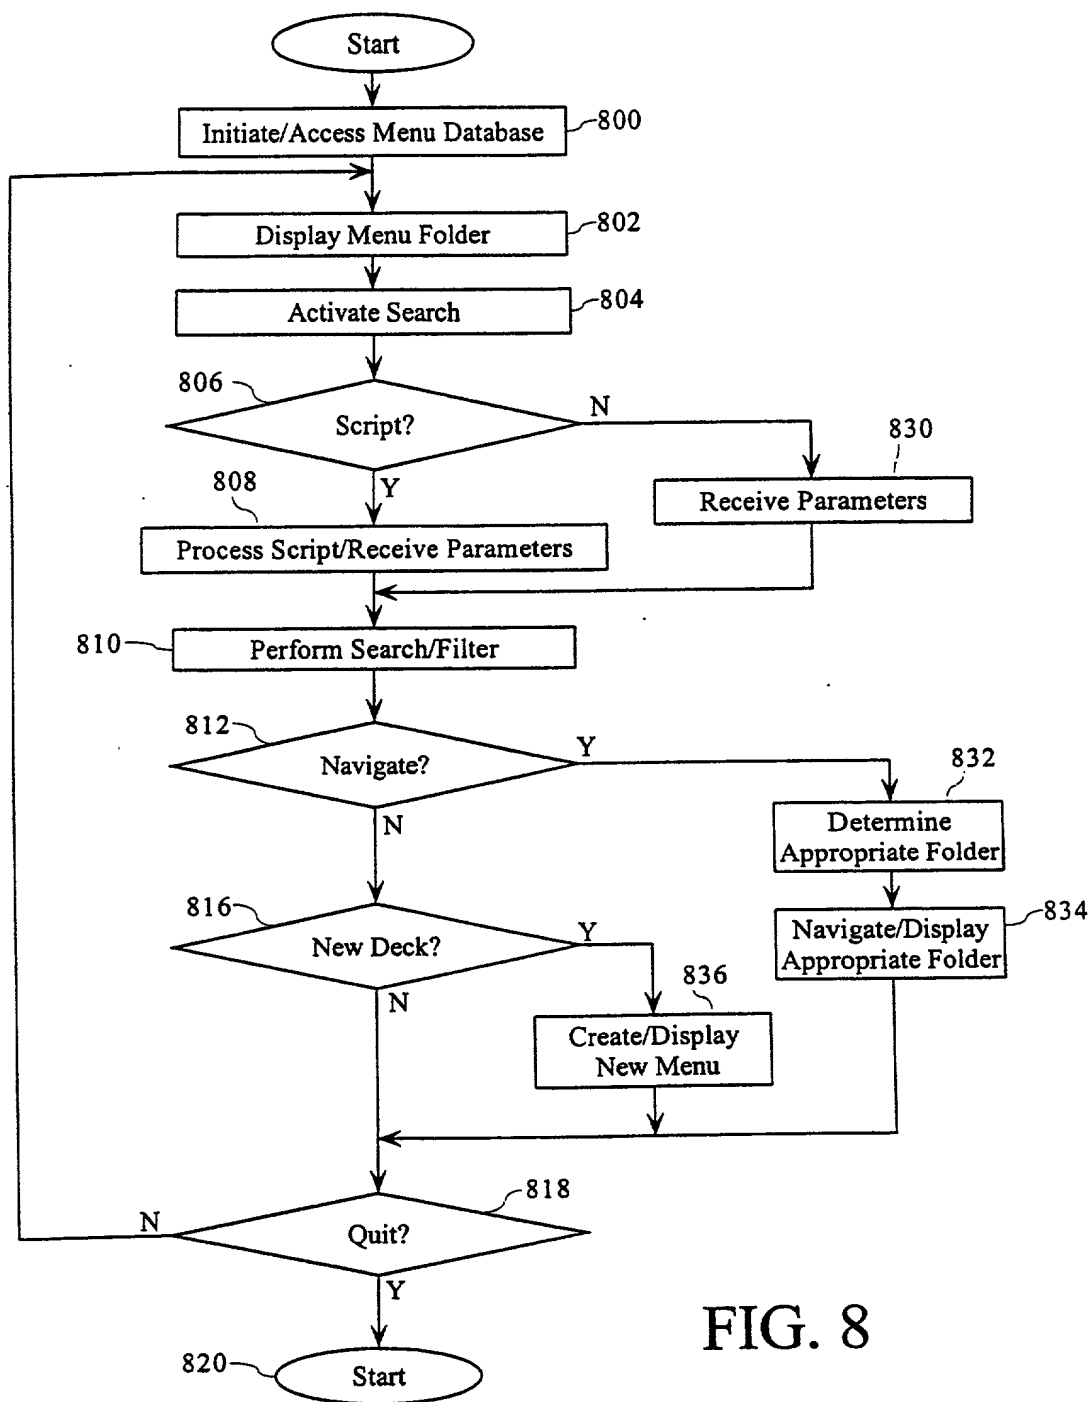 Start
Initiate/Access Menu Database
800
Display Menu Folder
802
Activate Search
804
806
Script?
N
Y
830
Receive Parameters
808
Process Script/Receive Parameters
810
Perform Search/Filter
812
Navigate?
Y
N
832
Determine
Appropriate Folder
816
New Deck?
Y
N
834
Navigate/Display
Appropriate Folder
836
Create/Display
New Menu
818
Quit?
N
Y
820
Start
FIG. 8